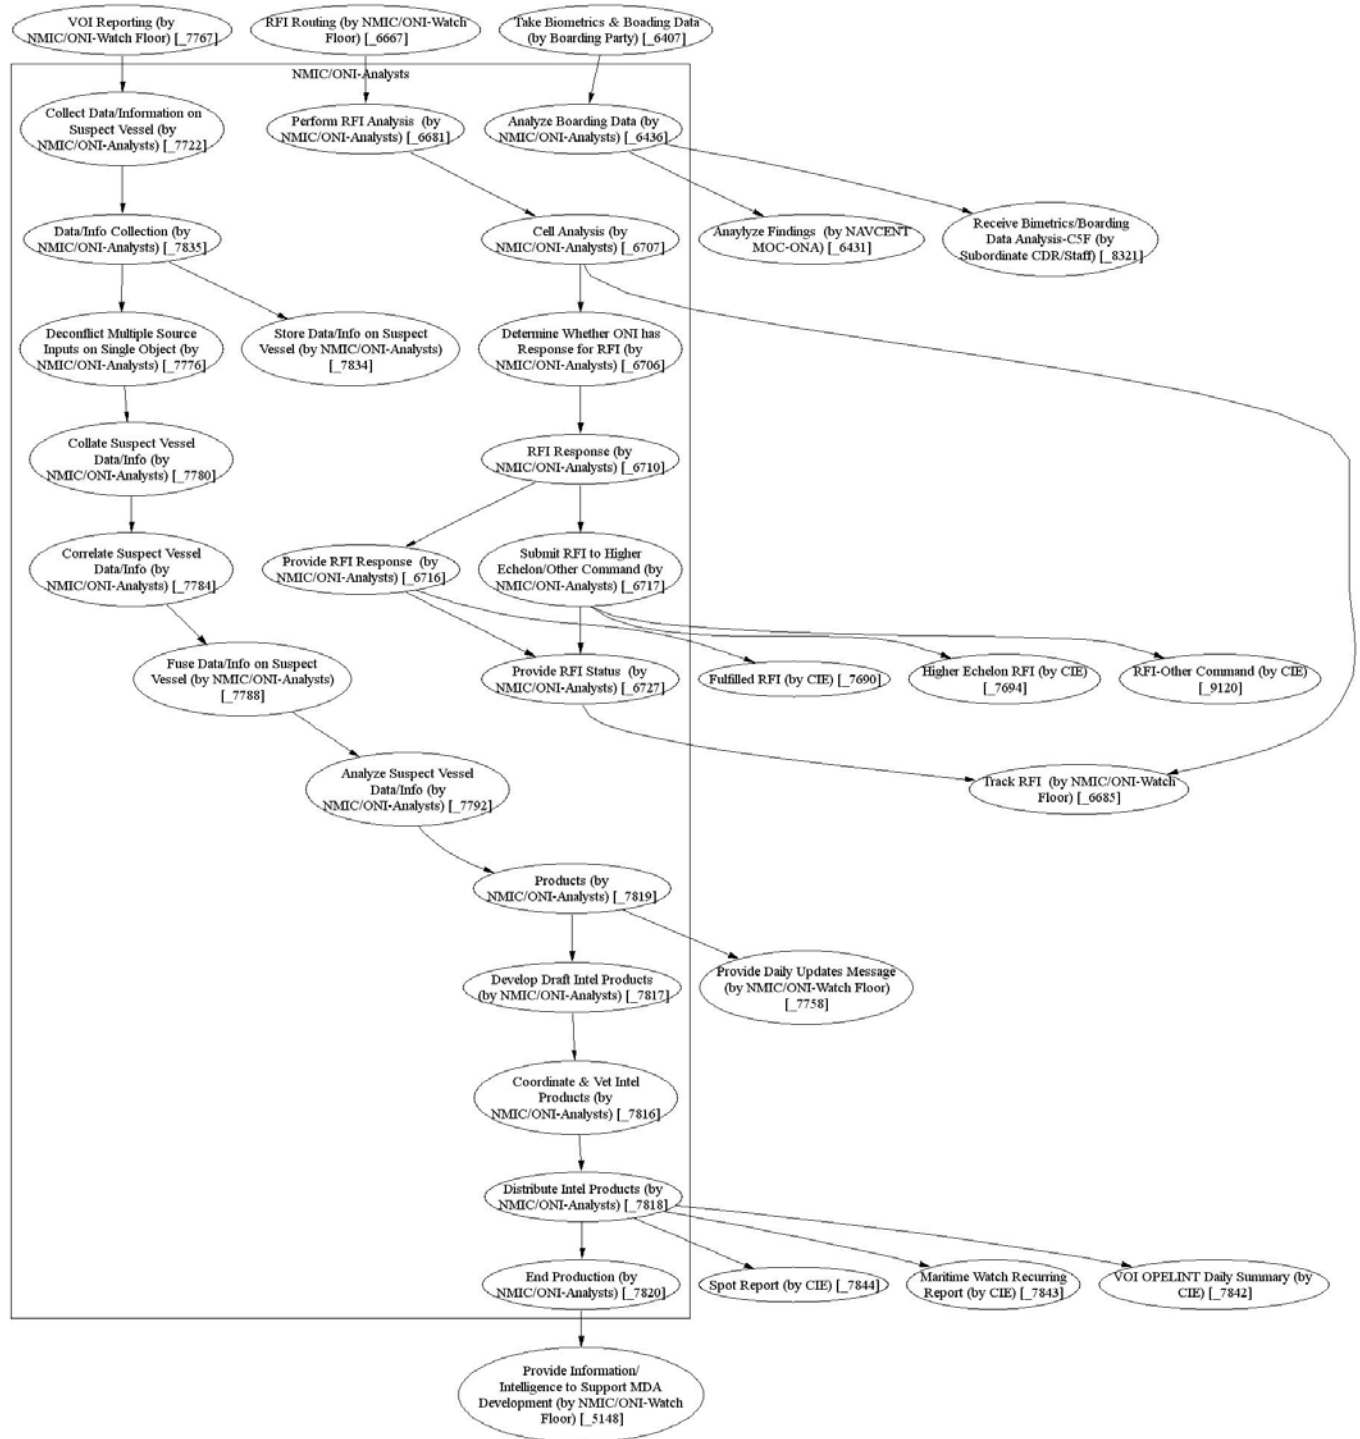 VOI Reporting (by
NMIC/ONI-Watch Floor) [_7767]
RFI Routing (by NMIC/ONI-Watch
Floor) [_6667]
Take Biometrics & Boading Data
(by Boarding Party) [_6407]
NMIC/ONI-Analysts
Collect Data/Information on
Suspect Vessel (by
NMIC/ONI-Analysts) [_7722]
Perform RFI Analysis (by
NMIC/ONI-Analysts) [_6681]
Analyze Boarding Data (by
NMIC/ONI-Analysts) [_6436]
Data/Info Collection (by
NMIC/ONI-Analysts) [_7835]
Cell Analysis (by
NMIC/ONI-Analysts) [_6707]
Anaylyze Findings (by NAVCENT
MOC-ONA) [_6431]
Receive Bimetrics/Boarding
Data Analysis-C5F (by
Subordinate CDR/Staff) [_8321]
Deconflict Multiple Source
Inputs on Single Object (by
NMIC/ONI-Analysts) [_7776]
Store Data/Info on Suspect
Vessel (by NMIC/ONI-Analysts)
[_7834]
Determine Whether ONI has
Response for RFI (by
NMIC/ONI-Analysts) [_6706]
Collate Suspect Vessel
Data/Info (by
NMIC/ONI-Analysts) [_7780]
RFI Response (by
NMIC/ONI-Analysts) [_6710]
Correlate Suspect Vessel
Data/Info (by
NMIC/ONI-Analysts) [_7784]
Provide RFI Response (by
NMIC/ONI-Analysts) [_6716]
Submit RFI to Higher
Echelon/Other Command (by
NMIC/ONI-Analysts) [_6717]
Fuse Data/Info on Suspect
Vessel (by NMIC/ONI-Analysts)
[_7788]
Provide RFI Status (by
NMIC/ONI-Analysts) [_6727]
Fulfilled RFI (by CIE) [_7690]
Higher Echelon RFI (by CIE)
[_7694]
RFI-Other Command (by CIE)
[_9120]
Analyze Suspect Vessel
Data/Info (by
NMIC/ONI-Analysts) [_7792]
Track RFI (by NMIC/ONI-Watch
Floor) [_6685]
Products (by
NMIC/ONI-Analysts) [_7819]
Develop Draft Intel Products
(by NMIC/ONI-Analysts) [_7817]
Provide Daily Updates Message
(by NMIC/ONI-Watch Floor)
[_7758]
Coordinate & Vet Intel
Products (by
NMIC/ONI-Analysts) [_7816]
Distribute Intel Products (by
NMIC/ONI-Analysts) [_7818]
End Production (by
NMIC/ONI-Analysts) [_7820]
Spot Report (by CIE) [_7844]
Maritime Watch Recurring
Report (by CIE) [_7843]
VOI OPELINT Daily Summary (by
CIE) [_7842]
Provide Information/
Intelligence to Support MDA
Development (by NMIC/ONI-Watch
Floor) [_5148]